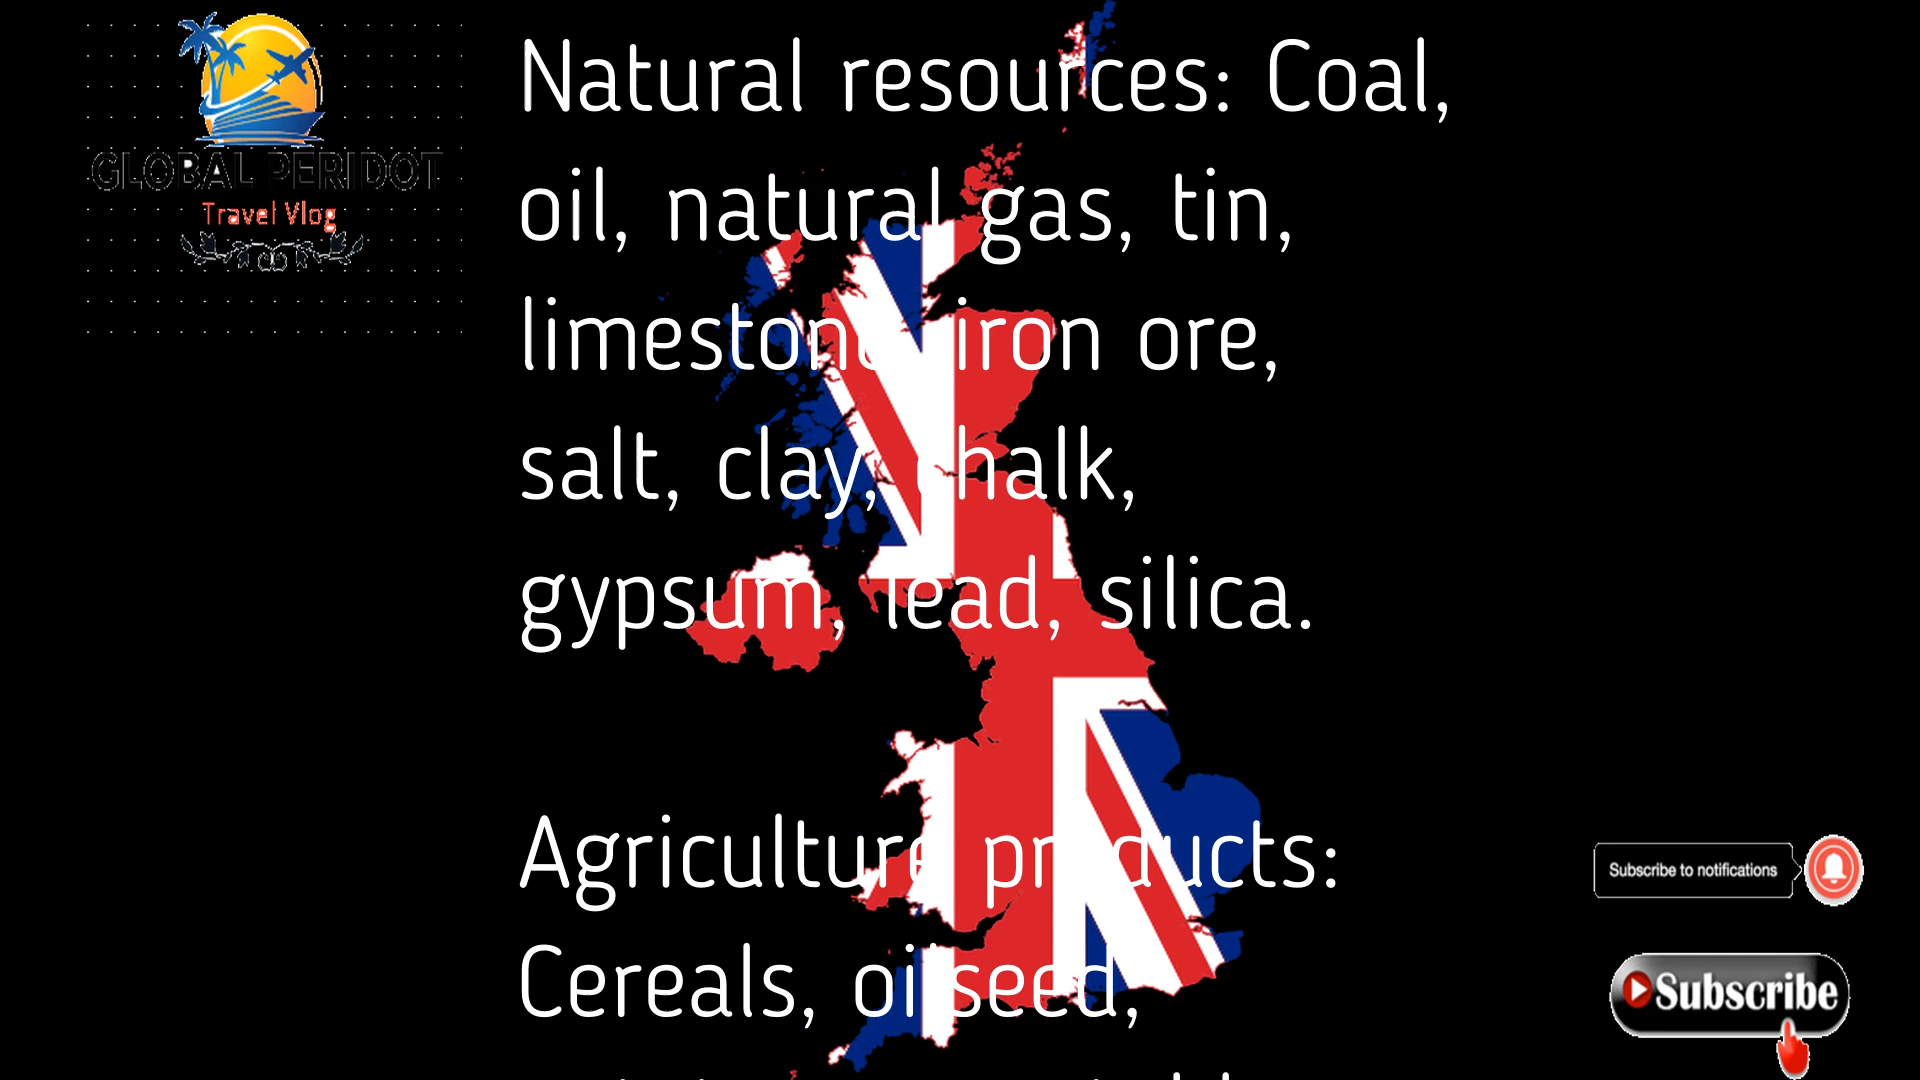 GLOBAL PERIDOT
Travel Vlog
Natural resources: Coal,
oil, natural gas, tin,
limestone, iron ore,
salt, clay, chalk,
gypsum, lead, silica.
Agriculture products:
Cereals, oilseed,
Subscribe to notifications
Subscribe